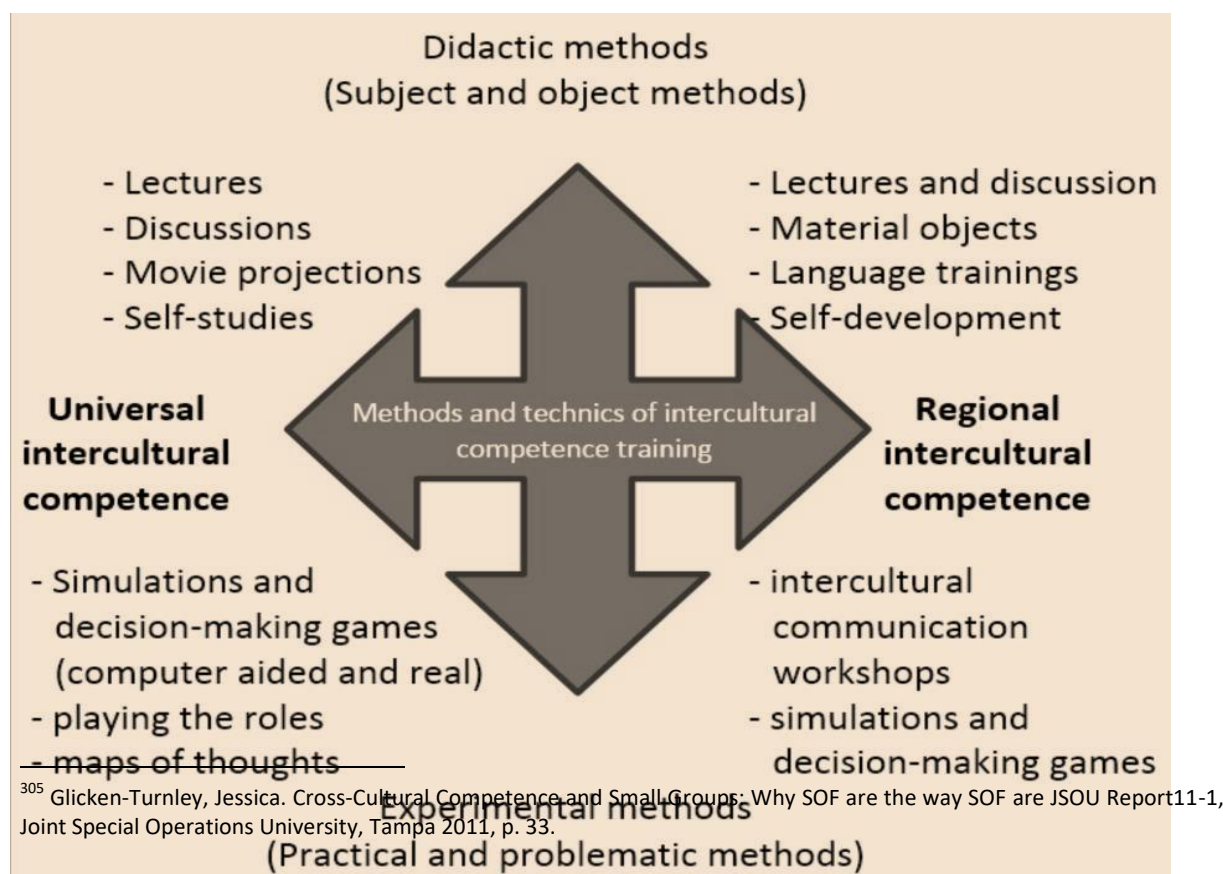 Didactic methods
(Subject and object methods)
- Lectures
- Discussions
- Movie projections
- Self-studies
- Lectures and discussion
- Material objects
- Language trainings
- Self-development
Universal
intercultural
competence
Methods and technics of intercultural
competence training
Regional
intercultural
competence
- Simulations and
decision-making games
(computer aided and real)
- playing the roles
- maps of thoughts
- intercultural
communication
workshops
- simulations and
decision-making games
305 Glicken-Turnley, Jessica. Cross-Cultural Competence and Small Groups: Why SOF are the way SOF are JSOU Report11-1,
Joint Special Operations University, Tampa 2011, p. 33.
Experimental methods
(Practical and problematic methods)